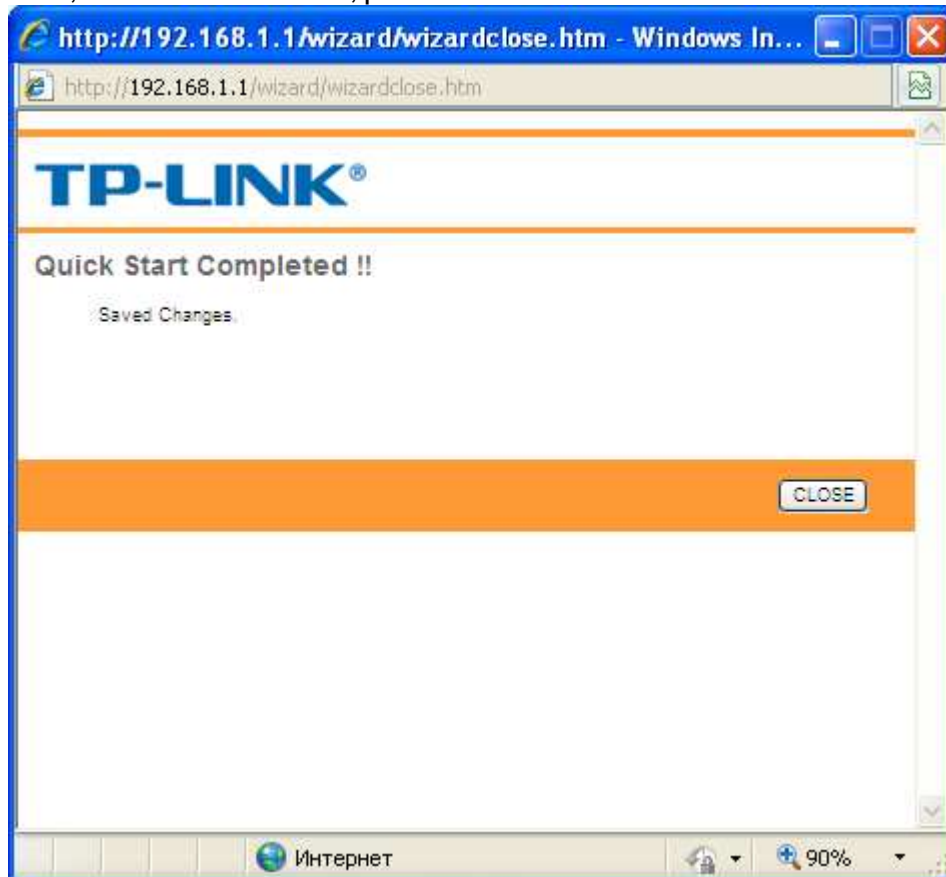 http://192.168.1.1/wizard/wizardclose.htm - Windows In...
http://192.168.1.1/wizard/wizardclose.htm
TP-LINK®
Quick Start Completed !!
Saved Changes.
CLOSE
Интернет
90%